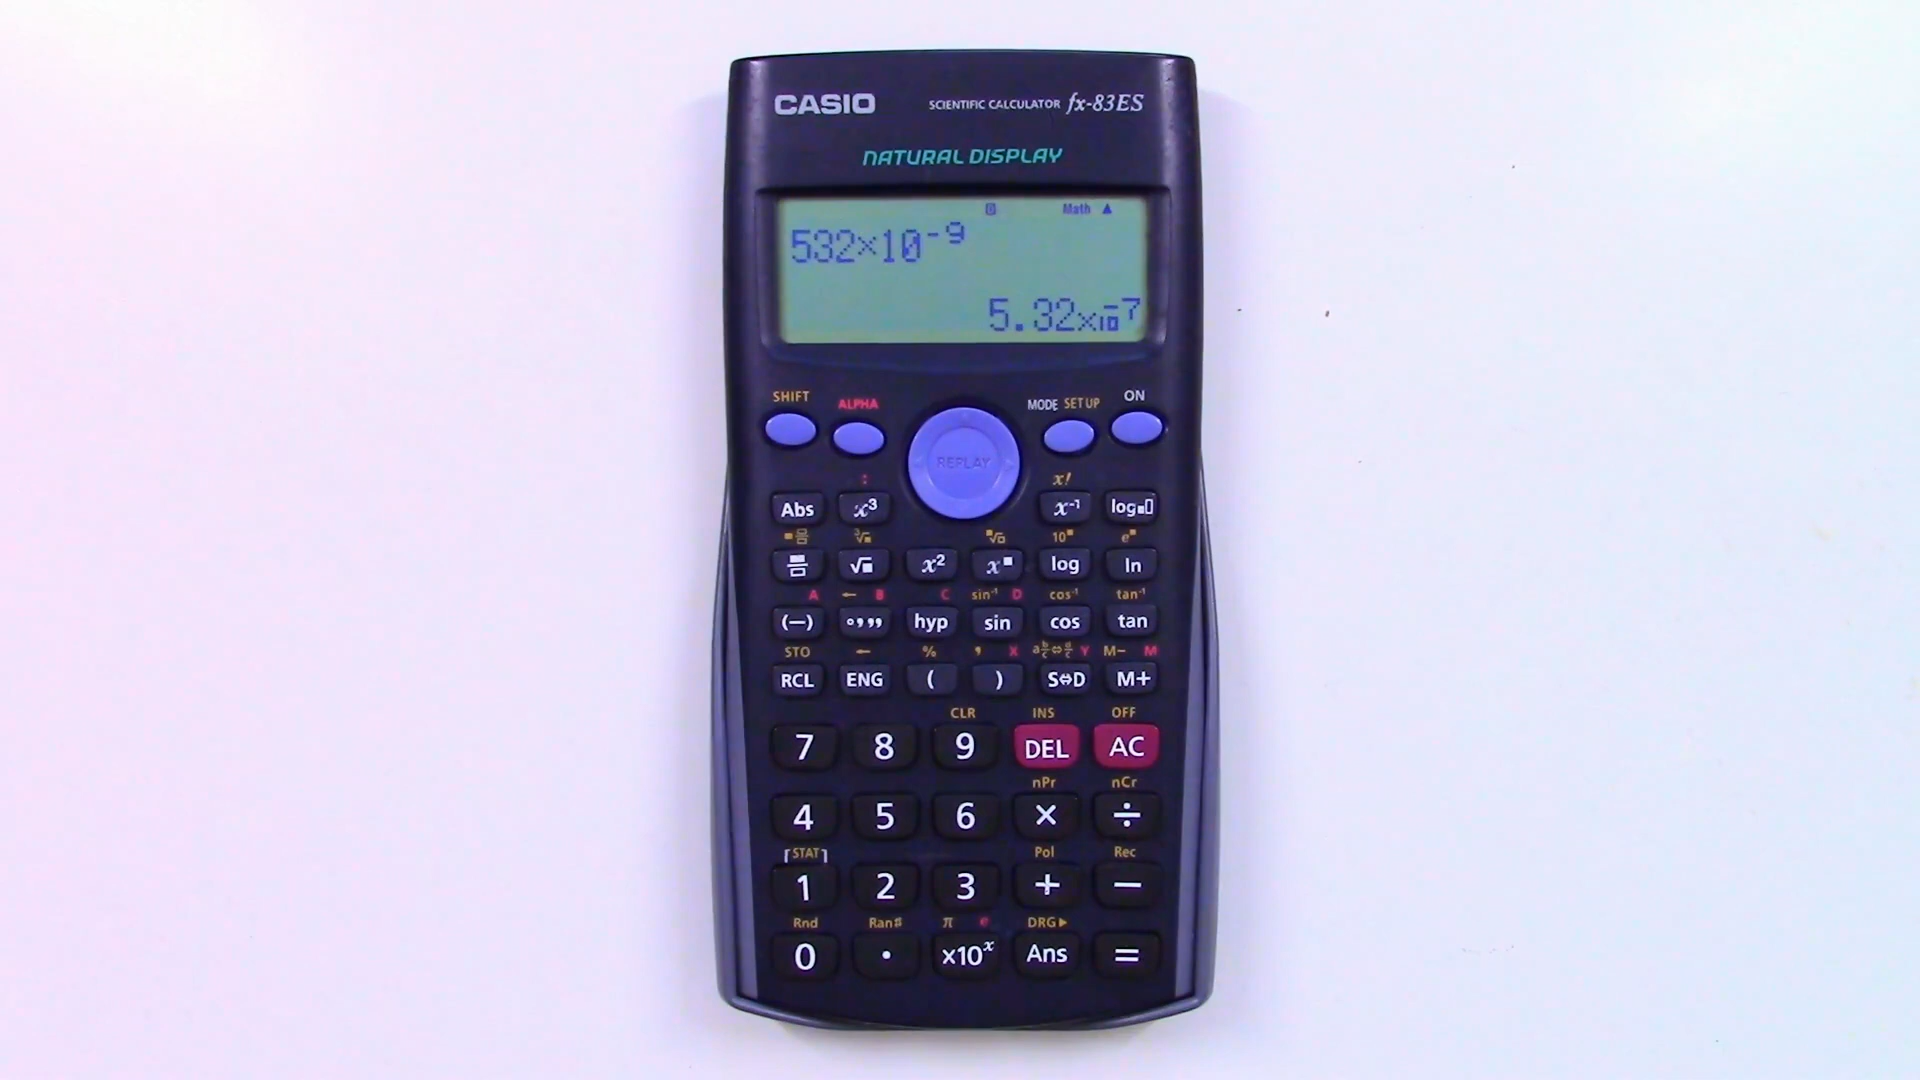 CASIO SCIENTIFIC CALCULATOR fx-83ES
NATURAL DISPLAY
D Math ▲
532×10⁻⁹
5.32×10⁻⁷
SHIFT ALPHA MODE SETUP ON
REPLAY
: x!
Abs x³ x⁻¹ log■□
³√■ ■√□ 10■ e■
√■ x² x■ log ln
A ← B C sin⁻¹ D cos⁻¹ tan⁻¹
(−) °,,, hyp sin cos tan
STO ← % , X a b/c⇔d/c Y M− M
RCL ENG ( ) S⇔D M+
CLR INS OFF
7 8 9 DEL AC
nPr nCr
4 5 6 × ÷
STAT Pol Rec
1 2 3 + −
Rnd Ran# π e DRG▶
0 . ×10ˣ Ans =